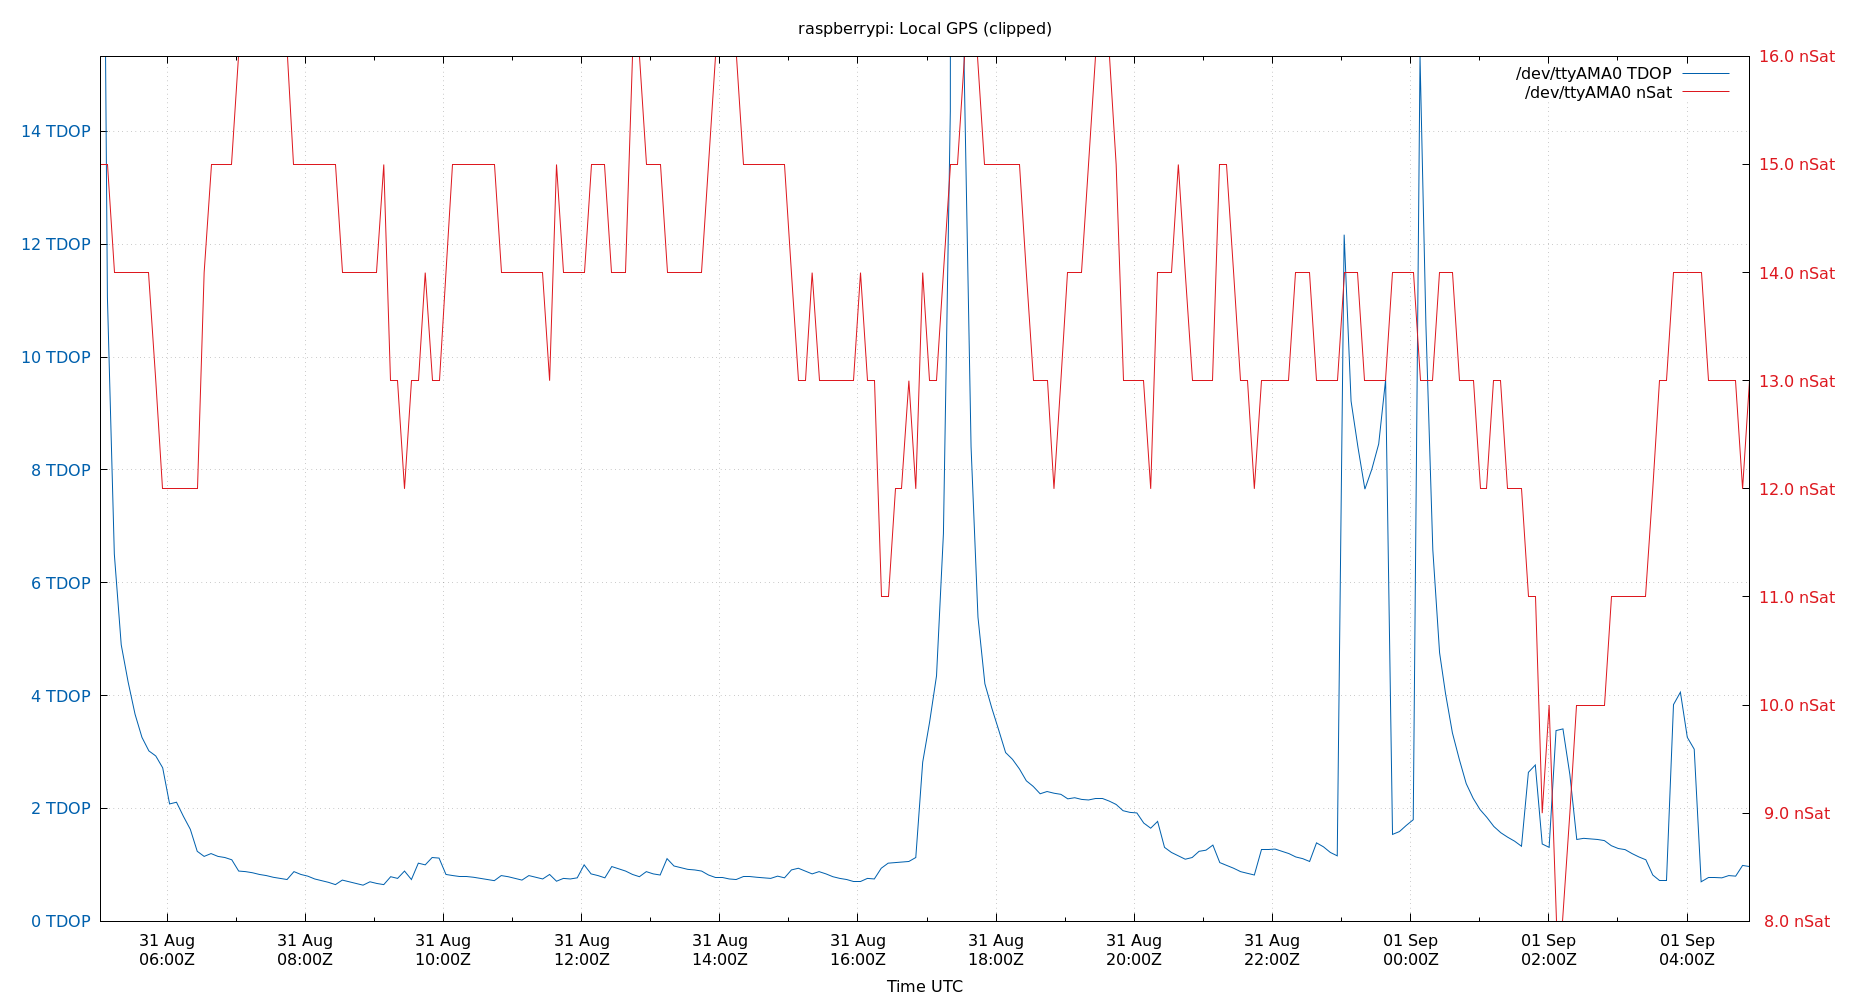 raspberrypi: Local GPS (clipped)
/dev/ttyAMA0 TDOP
/dev/ttyAMA0 nSat
14 TDOP
12 TDOP
10 TDOP
8 TDOP
6 TDOP
4 TDOP
2 TDOP
0 TDOP
16.0 nSat
15.0 nSat
14.0 nSat
13.0 nSat
12.0 nSat
11.0 nSat
10.0 nSat
9.0 nSat
8.0 nSat
31 Aug
06:00Z
31 Aug
08:00Z
31 Aug
10:00Z
31 Aug
12:00Z
31 Aug
14:00Z
31 Aug
16:00Z
31 Aug
18:00Z
31 Aug
20:00Z
31 Aug
22:00Z
01 Sep
00:00Z
01 Sep
02:00Z
01 Sep
04:00Z
Time UTC